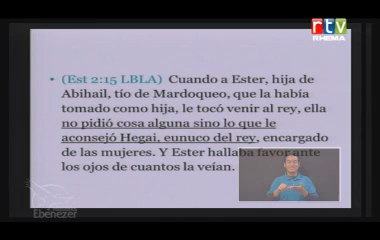 rtv
RHEMA
• (Est 2:15 LBLA) Cuando a Ester, hija de
Abihail, tío de Mardoqueo, que la había
tomado como hija, le tocó venir al rey, ella
no pidió cosa alguna sino lo que le
aconsejó Hegai, eunuco del rey, encargado
de las mujeres. Y Ester hallaba favor ante
los ojos de cuantos la veían.
Ebenezer